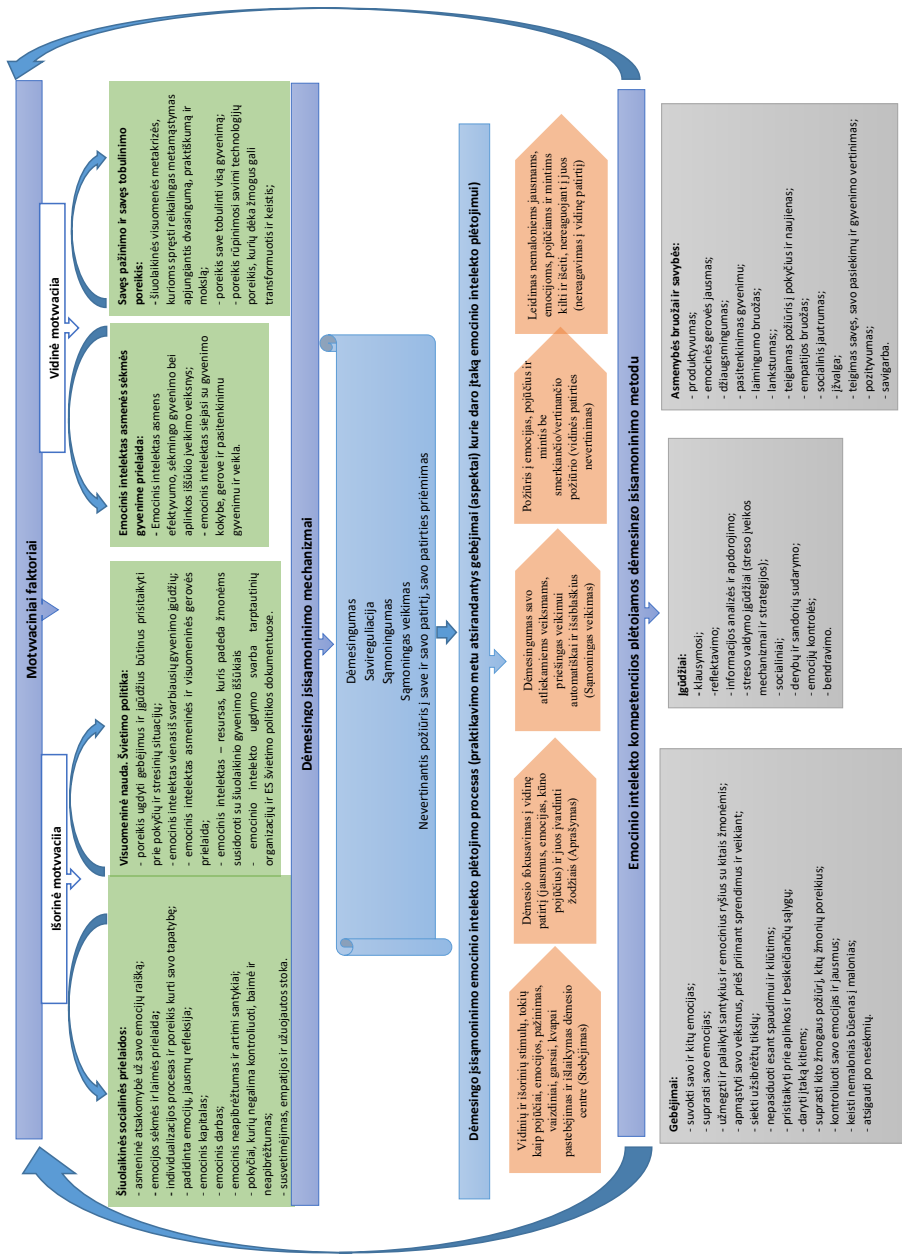 Motyvaciniai faktoriai
Išorinė motyvacija
Vidinė motyvacija
Šiuolaikinės socialinės prielaidos:
- asmeninė atsakomybė už savo emocijų raišką;
- emocijos sėkmės ir laimės prielaida;
- individualizacijos procesas ir poreikis kurti savo tapatybę;
- padidinta emocijų, jausmų refleksija;
- emocinis kapitalas;
- emocinis darbas;
- emocinis neapibrėžtumas ir artimi santykiai;
- pokyčiai, kurių negalima kontroliuoti, baimė ir
neapibrėžtumas;
- susvetimėjimas, empatijos ir užuojautos stoka.
Visuomeninė nauda. Švietimo politika:
- poreikis ugdyti gebėjimus ir įgūdžius būtinus prisitaikyti
prie pokyčių ir stresinių situacijų;
- emocinis intelektas vienas iš svarbiausių gyvenimo įgūdžių;
- emocinis intelektas asmeninės ir visuomeninės gerovės
prielaida;
- emocinis intelektas – resursas, kuris padeda žmonėms
susidoroti su šiuolaikinio gyvenimo iššūkiais
- emocinio intelekto ugdymo svarba tarptautinių
organizacijų ir ES švietimo politikos dokumentuose.
Emocinis intelektas asmenės sėkmės
gyvenime prielaida:
- Emocinis intelektas asmens
efektyvumo, sėkmingo gyvenimo bei
aplinkos iššūkio įveikimo veiksnys;
- emocinis intelektas siejasi su gyvenimo
kokybe, gerove ir pasitenkinimu
gyvenimu ir veikla.
Savęs pažinimo ir savęs tobulinimo
poreikis:
- šiuolaikinės visuomenės metakrizės,
kurioms spręsti reikalingas metamąstymas
apjungiantis dvasingumą, praktiškumą ir
mokslą;
- poreikis save tobulinti visą gyvenimą;
- poreikis rūpinimosi savimi technologijų
poreikis, kurių dėka žmogus gali
transformuotis ir keistis;
Dėmesingo įsisąmoninimo mechanizmai
Dėmesingumas
Savireguliacija
Sąmoningumas
Sąmoningas veikimas
Nevertinantis požiūris į save ir savo patirtį, savo patirties priėmimas
Dėmesingo įsisąmoninimo emocinio intelekto plėtojimo procesas (praktikavimo metu atsirandantys gebėjimai (aspektai) kurie daro įtaką emocinio intelekto plėtojimui)
Vidinių ir išorinių stimulų, tokių
kaip pojūčiai, emocijos, pažinimas,
vaizdiniai, garsai, kvapai
pastebėjimas ir išlaikymas dėmesio
centre (Stebėjimas)
Dėmesio fokusavimas į vidinę
patirtį (jausmus, emocijas, kūno
pojūčius) ir juos įvardinti
žodžiais (Aprašymas)
Dėmesingumas savo
atliekamiems veiksmams,
priešingas veikimui
automatiškai ir išsiblaškius
(Sąmoningas veikimas)
Požiūris į emocijas, pojūčius ir
mintis be
smerkiančio/vertinančio
požiūrio (vidinės patirties
nevertinimas)
Leidimas nemaloniems jausmams,
emocijoms, pojūčiams ir mintims
kilti ir išeiti, nereaguojant į juos
(nereagavimas į vidinę patirtį)
Emocinio intelekto kompetencijos plėtojamos dėmesingo įsisąmoninimo metodu
Gebėjimai:
- suvokti savo ir kitų emocijas;
- suprasti savo emocijas;
- užmegzti ir palaikyti santykius ir emocinius ryšius su kitais žmonėmis;
- apmąstyti savo veiksmus, prieš priimant sprendimus ir veikiant;
- siekti užsibrėžtų tikslų;
- nepasiduoti esant spaudimui ir kliūtims;
- prisitaikyti prie aplinkos ir besikeičiančių sąlygų;
- daryti įtaką kitiems;
- suprasti kito žmogaus požiūrį, kitų žmonių poreikius;
- kontroliuoti savo emocijas ir jausmus;
- keisti nemalonias būsenas į malonias;
- atsigauti po nesėkmių.
Įgūdžiai:
- klausymosi;
-reflektavimo;
- informacijos analizės ir apdorojimo;
- streso valdymo įgūdžiai (streso įveikos
mechanizmai ir strategijos);
- socialiniai;
- derybų ir sandorių sudarymo;
- emocijų kontrolės;
- bendravimo.
Asmenybės bruožai ir savybės:
- produktyvumas;
- emocinės gerovės jausmas;
- džiaugsmingumas;
- pasitenkinimas gyvenimu;
- laimingumo bruožas;
- lankstumas;
- teigiamas požiūris į pokyčius ir naujienas;
- empatijos bruožas;
- socialinis jautrumas;
- įžvalga;
- teigimas savęs, savo pasiekimų ir gyvenimo vertinimas;
- pozityvumas;
- savigarba.